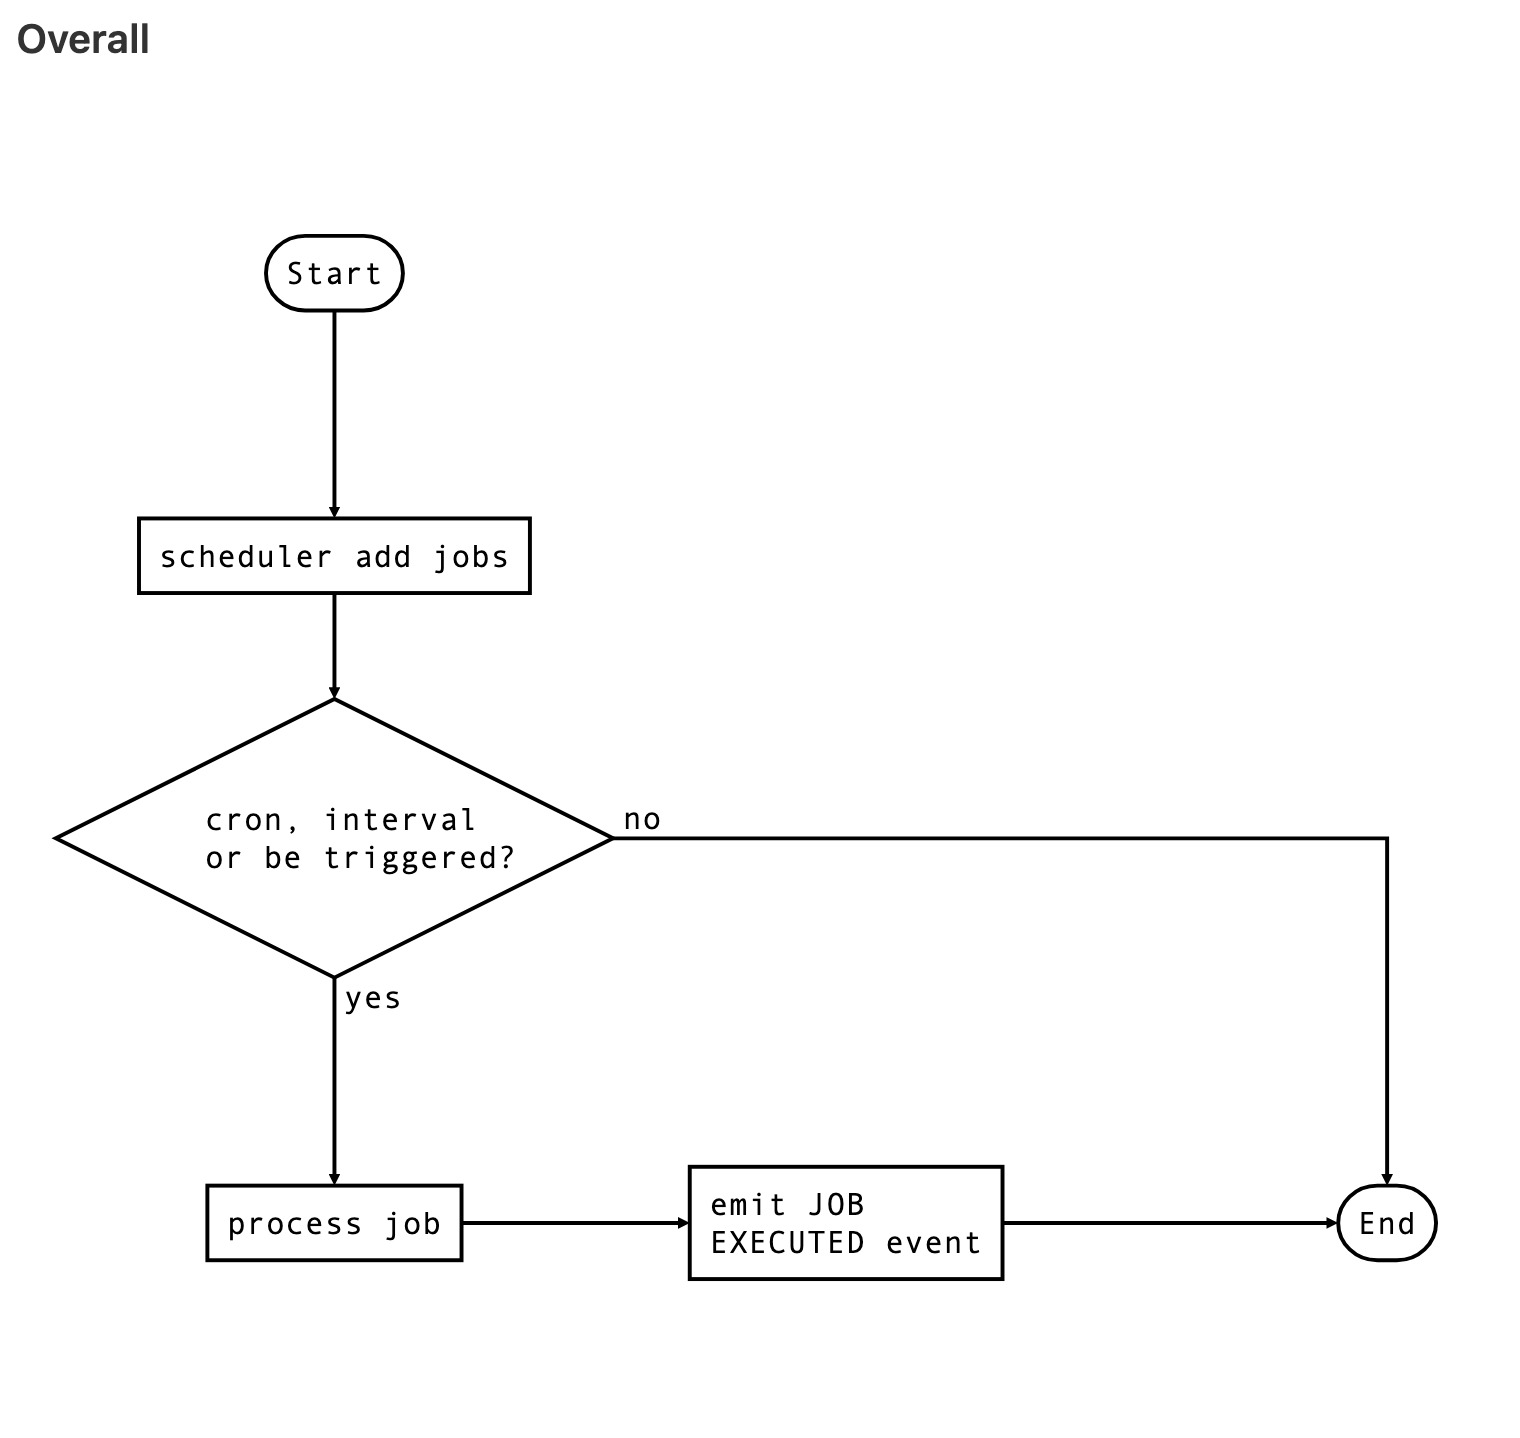 Overall
Start
scheduler add jobs
cron, interval
or be triggered?
no
yes
process job
emit JOB
EXECUTED event
End